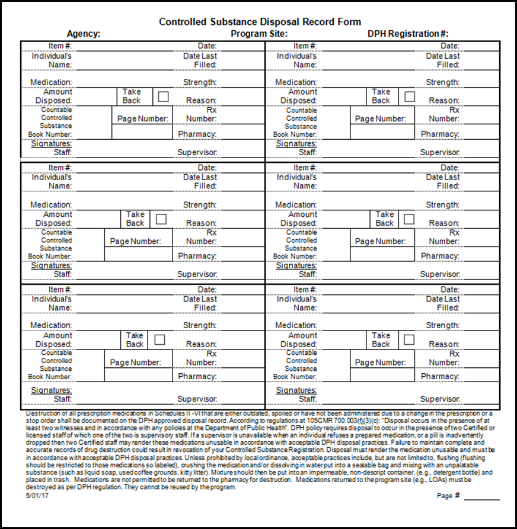 Controlled Substance Disposal Record Form
Agency: Program Site: DPH Registration#:
Item #: Date: Item #: Date:
Individual's Date Last Individual's Date Last
Name: Filled: Name: Filled:
Medication: Strength: Medication: Strength:
Amount Take Amount Take
Disposed: Back Reason: Disposed: Back Reason:
Countable Rx Countable Rx
Controlled Page Number: Number: Controlled Page Number: Number:
Substance Substance
Book Number: Pharmacy: Book Number: Pharmacy:
Signatures: Signatures:
Staff: Supervisor: Staff: Supervisor:
Item #: Date: Item #: Date:
Individual's Date Last Individual's Date Last
Name: Filled: Name: Filled:
Medication: Strength: Medication: Strength:
Amount Take Amount Take
Disposed: Back Reason: Disposed: Back Reason:
Countable Rx Countable Rx
Controlled Page Number: Number: Controlled Page Number: Number:
Substance Substance
Book Number: Pharmacy: Book Number: Pharmacy:
Signatures: Signatures:
Staff: Supervisor: Staff: Supervisor:
Item #: Date: Item #: Date:
Individual's Date Last Individual's Date Last
Name: Filled: Name: Filled:
Medication: Strength: Medication: Strength:
Amount Take Amount Take
Disposed: Back Reason: Disposed: Back Reason:
Countable Rx Countable Rx
Controlled Page Number: Number: Controlled Page Number: Number:
Substance Substance
Book Number: Pharmacy: Book Number: Pharmacy:
Signatures: Signatures:
Staff: Supervisor: Staff: Supervisor:
Destruction of all prescription medications in Schedules II -VI that are either outdated, spoiled or have not been administered due to a change in the prescription or a
stop order shall be documented on the DPH approved disposal record. According to regulations at 105CMR 700.003(f)(3)(c): "Disposal occurs in the presence of at
least two witnesses and in accordance with any policies at the Department of Public Health". DPH policy requires disposal to occur in the presence of two Certified or
licensed staff of which one of the two is supervisory staff. If a supervisor is unavailable when an individual refuses a prepared medication, or a pill is inadvertently
dropped then two Certified staff may render these medications unusable in accordance with acceptable DPH disposal practices. Failure to maintain complete and
accurate records of drug destruction could result in revocation of your Controlled Substance Registration. Disposal must render the medication unusable and must be
in accordance with acceptable DPH disposal practices. Unless prohibited by local ordinance, acceptable practices include, but are not limited to, flushing (flushing
should be restricted to those medications so labeled), crushing the medication and/or dissolving in water put into a sealable bag and mixing with an unpalatable
substance (such as liquid soap, used coffee grounds, kitty litter). Mixture should then be put into an impermeable, non-descript container, (e.g., detergent bottle) and
placed in trash. Medications are not permitted to be returned to the pharmacy for destruction. Medications returned to the program site (e.g., LOAs) must be
destroyed as per DPH regulation. They cannot be reused by the program.
5/01/17 Page #